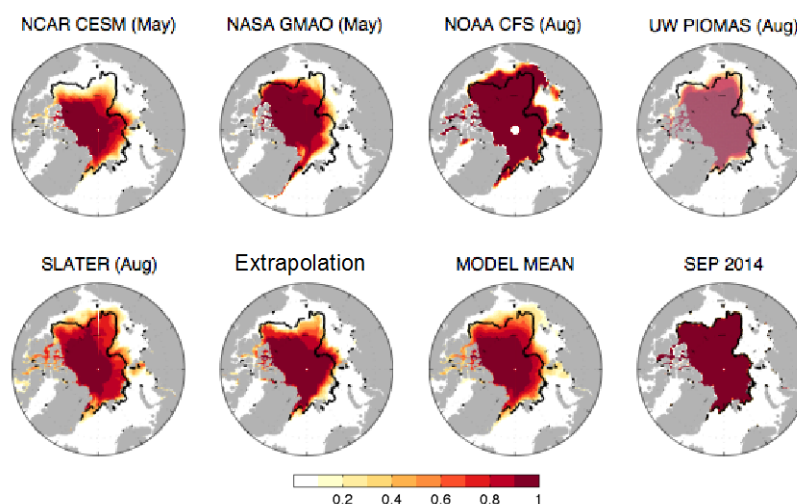 NCAR CESM (May) NASA GMAO (May) NOAA CFS (Aug) UW PIOMAS (Aug)
SLATER (Aug) Extrapolation MODEL MEAN SEP 2014
0.2 0.4 0.6 0.8 1